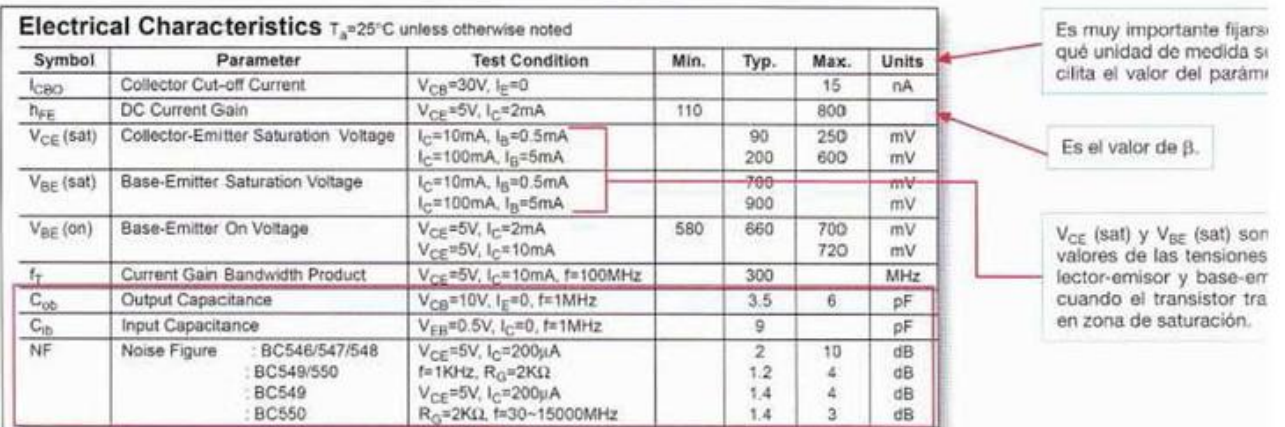 Electrical Characteristics Ta=25°C unless otherwise noted
Symbol Parameter Test Condition Min. Typ. Max. Units
ICBO Collector Cut-off Current VCB=30V, IE=0 15 nA
hFE DC Current Gain VCE=5V, IC=2mA 110 800
VCE (sat) Collector-Emitter Saturation Voltage IC=10mA, IB=0.5mA 90 250 mV
IC=100mA, IB=5mA 200 600 mV
VBE (sat) Base-Emitter Saturation Voltage IC=10mA, IB=0.5mA 700 mV
IC=100mA, IB=5mA 900 mV
VBE (on) Base-Emitter On Voltage VCE=5V, IC=2mA 580 660 700 mV
VCE=5V, IC=10mA 720 mV
fT Current Gain Bandwidth Product VCE=5V, IC=10mA, f=100MHz 300 MHz
Cob Output Capacitance VCB=10V, IE=0, f=1MHz 3.5 6 pF
Cib Input Capacitance VEB=0.5V, IC=0, f=1MHz 9 pF
NF Noise Figure : BC546/547/548 VCE=5V, IC=200µA 2 10 dB
: BC549/550 f=1KHz, RG=2KΩ 1.2 4 dB
: BC549 VCE=5V, IC=200µA 1.4 4 dB
: BC550 RG=2KΩ, f=30~15000MHz 1.4 3 dB
Es muy importante fijars
qué unidad de medida s
cilita el valor del parám
Es el valor de β.
VCE (sat) y VBE (sat) son
valores de las tensiones
lector-emisor y base-em
cuando el transistor tra
en zona de saturación.